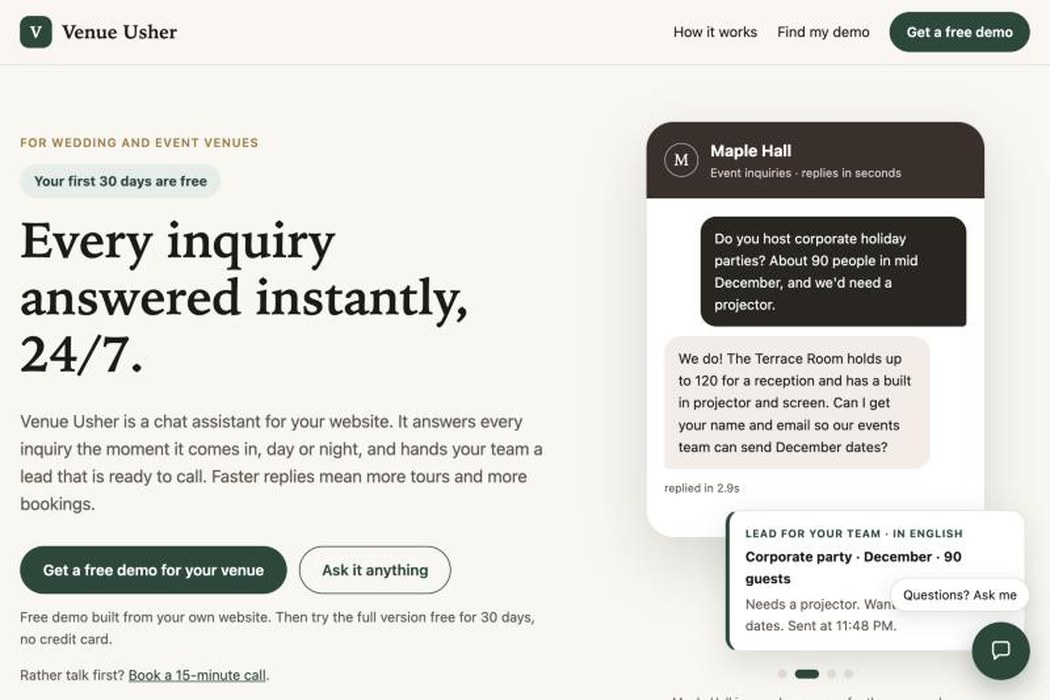 V Venue Usher
How it works Find my demo Get a free demo
FOR WEDDING AND EVENT VENUES
Your first 30 days are free
Every inquiry
answered instantly,
24/7.
Venue Usher is a chat assistant for your website. It answers every
inquiry the moment it comes in, day or night, and hands your team a
lead that is ready to call. Faster replies mean more tours and more
bookings.
Get a free demo for your venue Ask it anything
Free demo built from your own website. Then try the full version free for 30 days,
no credit card.
Rather talk first? Book a 15-minute call.
M Maple Hall
Event inquiries · replies in seconds
Do you host corporate holiday
parties? About 90 people in mid
December, and we'd need a
projector.
We do! The Terrace Room holds up
to 120 for a reception and has a built
in projector and screen. Can I get
your name and email so our events
team can send December dates?
replied in 2.9s
LEAD FOR YOUR TEAM · IN ENGLISH
Corporate party · December · 90
guests
Needs a projector.
dates. Sent at 11:48 PM.
Questions? Ask me